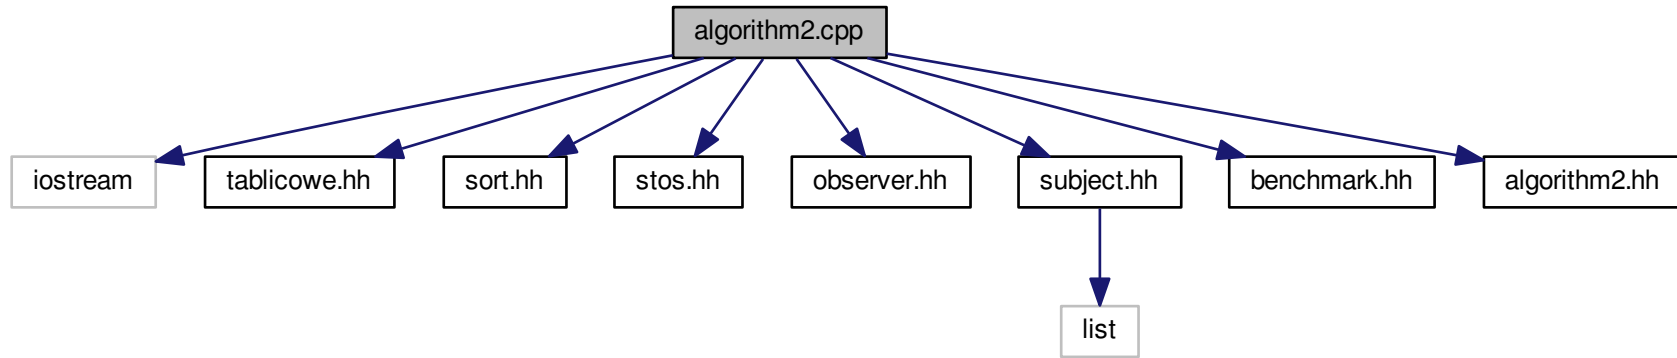 algorithm2.cpp
iostream
tablicowe.hh
sort.hh
stos.hh
observer.hh
subject.hh
benchmark.hh
algorithm2.hh
list